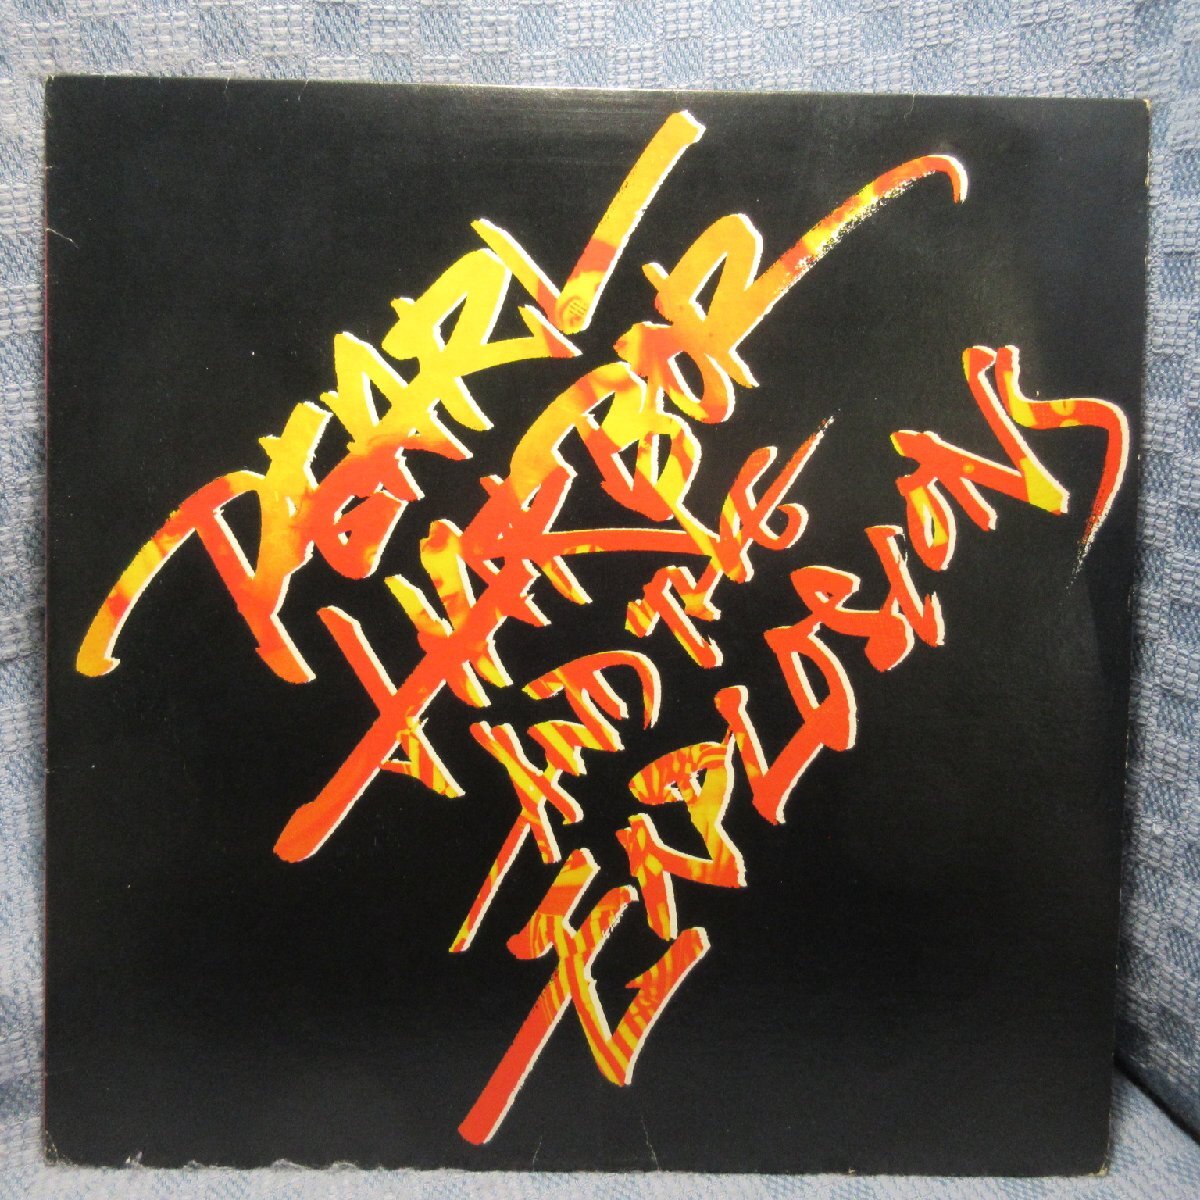 PEARL
HARBOR
AND THE
EXPLOSIONS